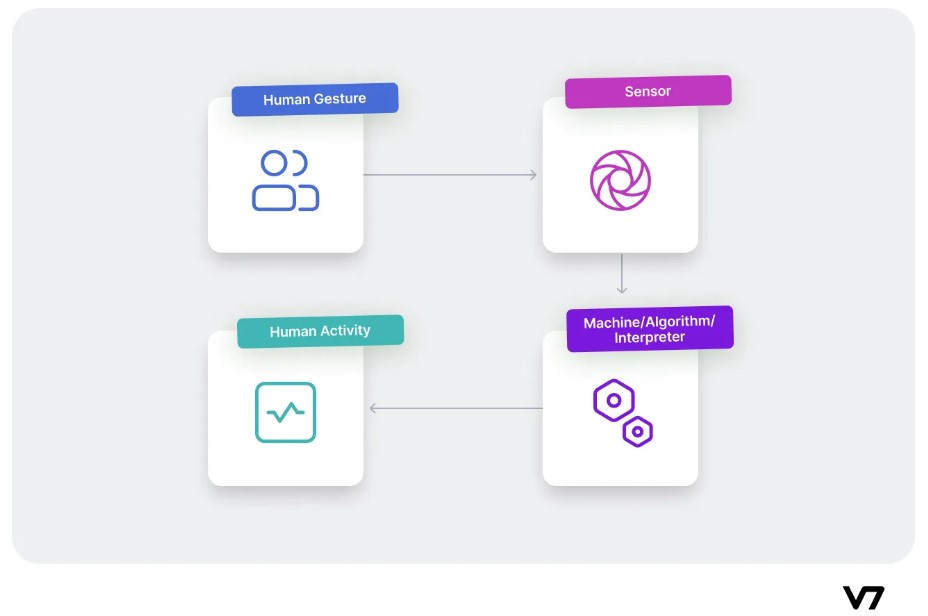 Human Gesture
Sensor
Machine/Algorithm/
Interpreter
Human Activity
V7